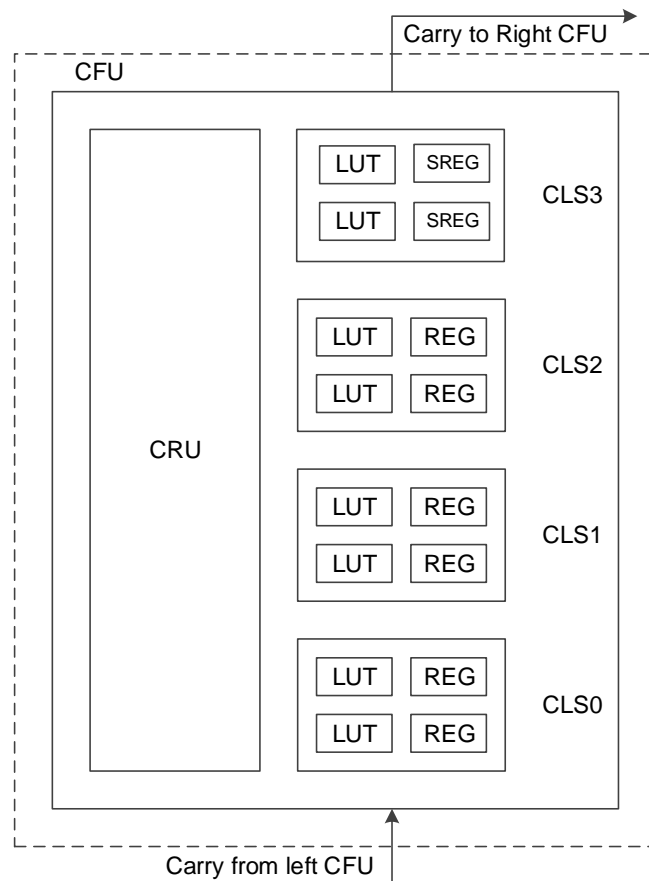 Carry to Right CFU
CFU
LUT SREG
CLS3
LUT SREG
LUT REG
CLS2
LUT REG
CRU
LUT REG
CLS1
LUT REG
LUT REG
CLS0
LUT REG
Carry from left CFU